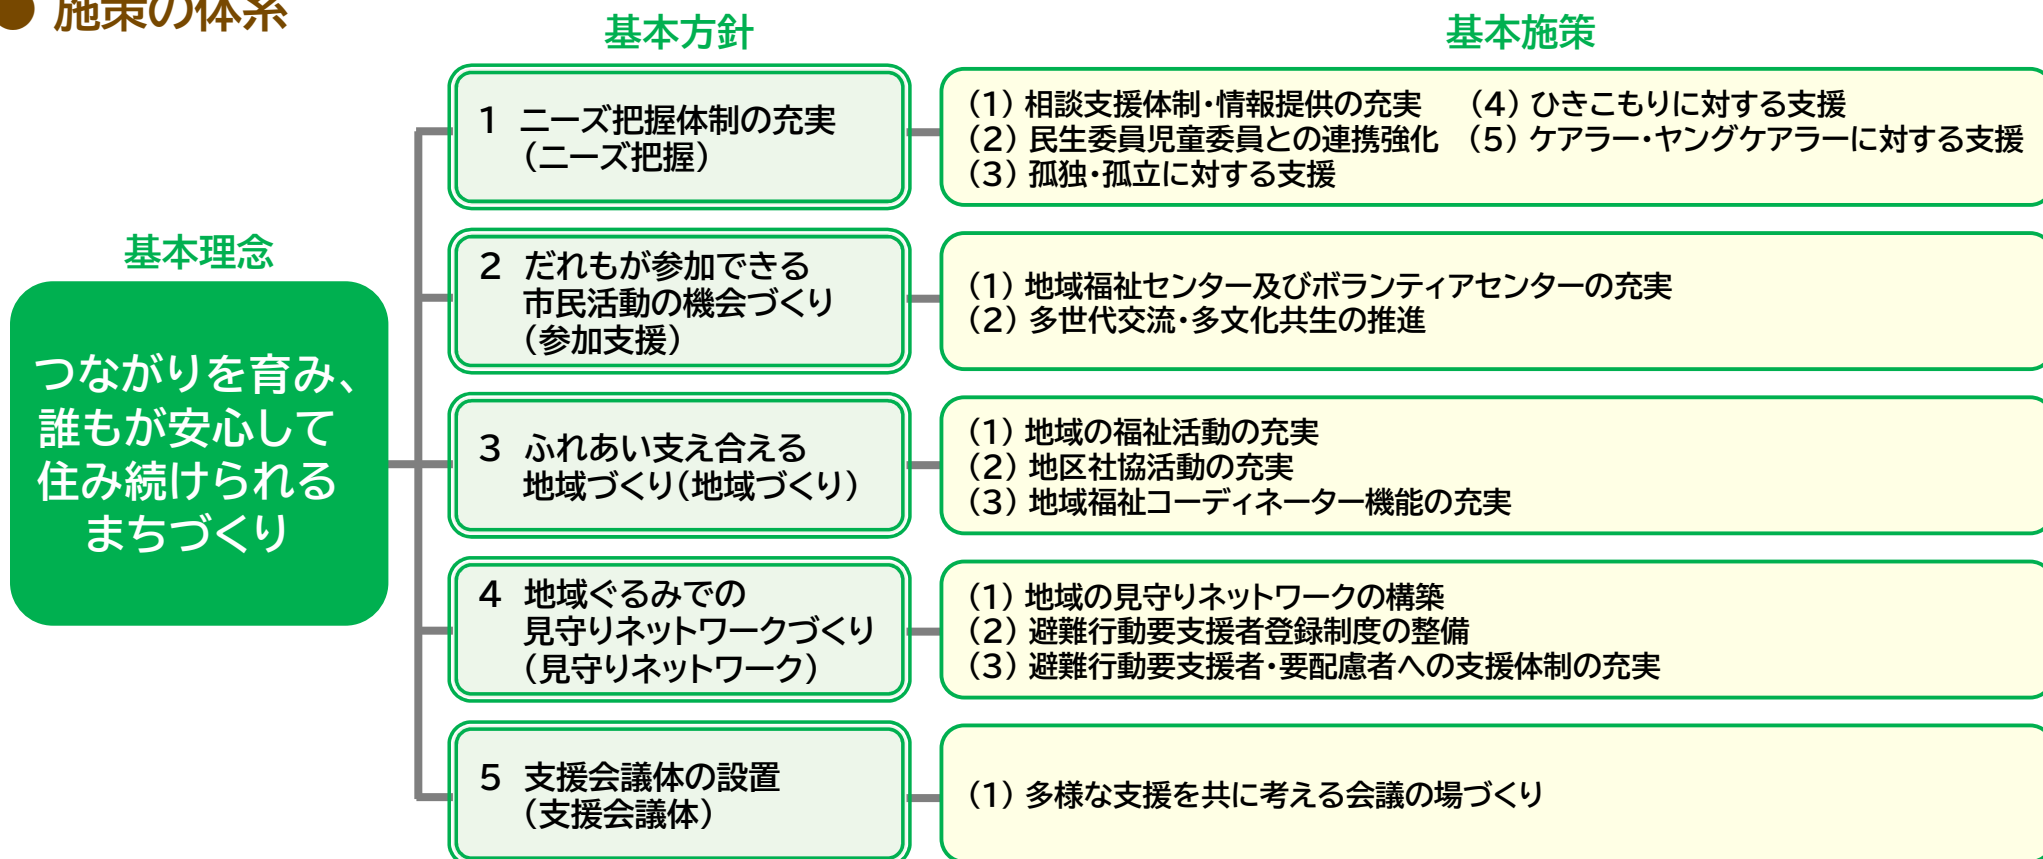 ● 施策の体系
基本方針
基本施策
基本理念
つながりを育み、
誰もが安心して
住み続けられる
まちづくり
1 ニーズ把握体制の充実
（ニーズ把握）
（1）相談支援体制・情報提供の充実 （4）ひきこもりに対する支援
（2）民生委員児童委員との連携強化 （5）ケアラー・ヤングケアラーに対する支援
（3）孤独・孤立に対する支援
2 だれもが参加できる
市民活動の機会づくり
（参加支援）
（1）地域福祉センター及びボランティアセンターの充実
（2）多世代交流・多文化共生の推進
3 ふれあい支え合える
地域づくり（地域づくり）
（1）地域の福祉活動の充実
（2）地区社協活動の充実
（3）地域福祉コーディネーター機能の充実
4 地域ぐるみでの
見守りネットワークづくり
（見守りネットワーク）
（1）地域の見守りネットワークの構築
（2）避難行動要支援者登録制度の整備
（3）避難行動要支援者・要配慮者への支援体制の充実
5 支援会議体の設置
（支援会議体）
（1）多様な支援を共に考える会議の場づくり